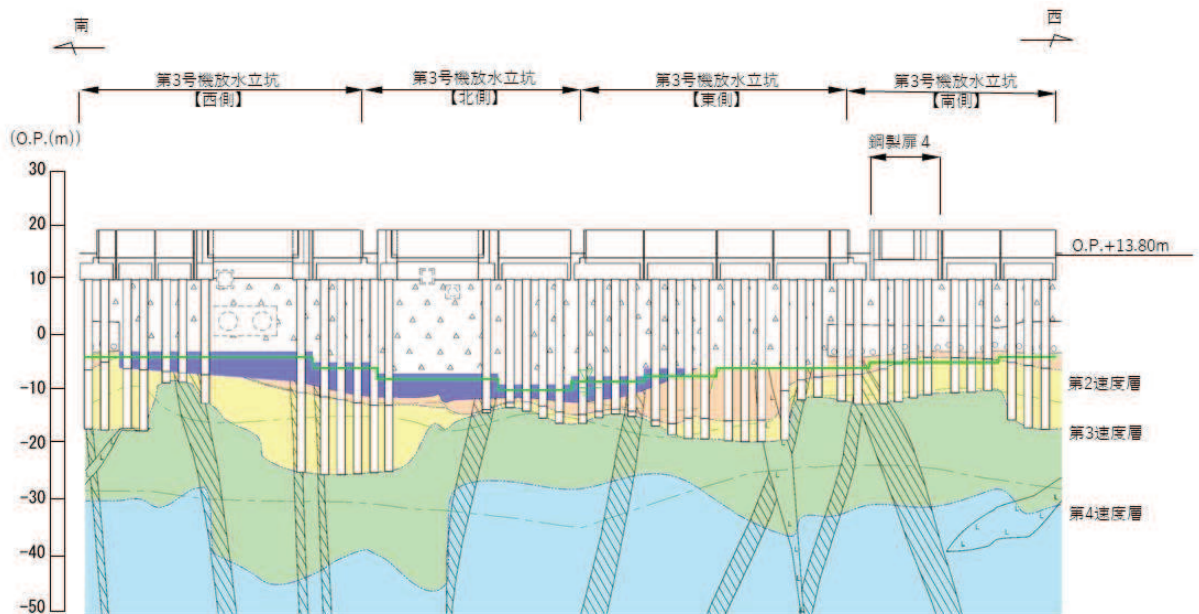 南
西
第3号機放水立坑
【西側】
第3号機放水立坑
【北側】
第3号機放水立坑
【東側】
第3号機放水立坑
【南側】
(O.P.(m))
鋼製扉4
30
20
10
0
-10
-20
-30
-40
-50
O.P.+13.80m
第2速度層
第3速度層
第4速度層